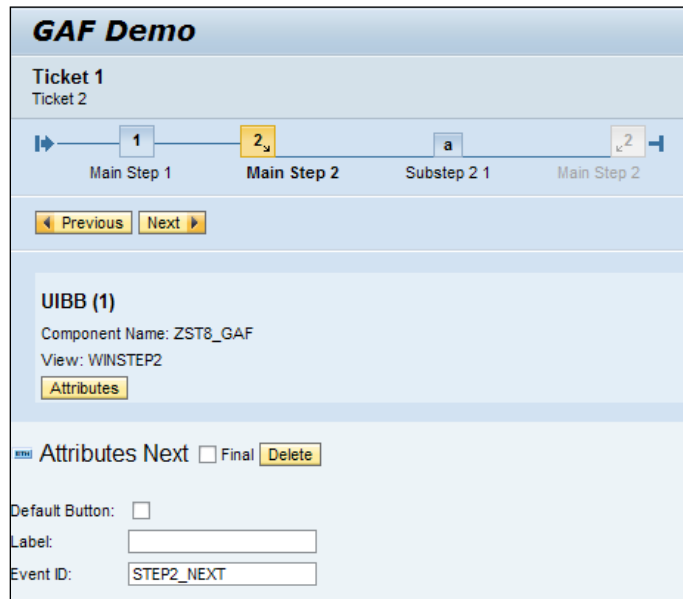 GAF Demo
Ticket 1
Ticket 2
1 2 a 2
Main Step 1 Main Step 2 Substep 2 1 Main Step 2
Previous Next
UIBB (1)
Component Name: ZST8_GAF
View: WINSTEP2
Attributes
Attributes Next Final Delete
Default Button:
Label:
Event ID: STEP2_NEXT